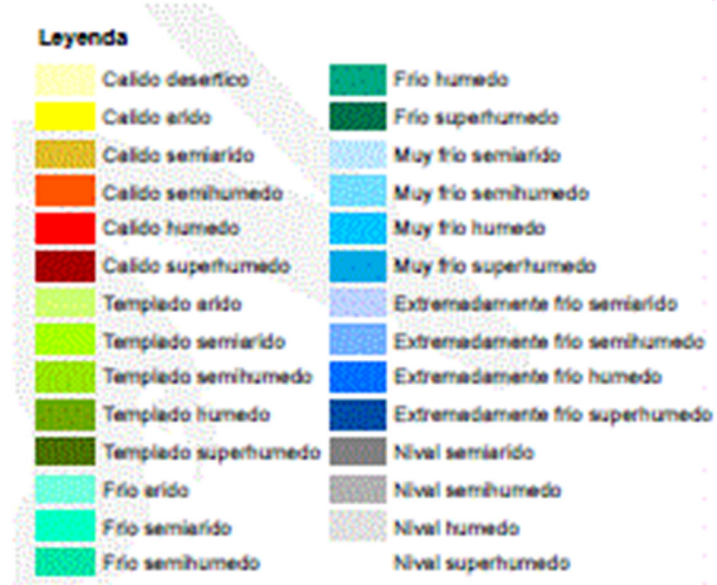 Leyenda
Calido desertico
Calido arido
Calido semiarido
Calido semihumedo
Calido humedo
Calido superhumedo
Templado arido
Templado semiarido
Templado semihumedo
Templado humedo
Templado superhumedo
Frio arido
Frio semiarido
Frio semihumedo
Frio humedo
Frio superhumedo
Muy frio semiarido
Muy frio semihumedo
Muy frio humedo
Muy frio superhumedo
Extremadamente frio semiarido
Extremadamente frio semihumedo
Extremadamente frio humedo
Extremadamente frio superhumedo
Nival semiarido
Nival semihumedo
Nival humedo
Nival superhumedo